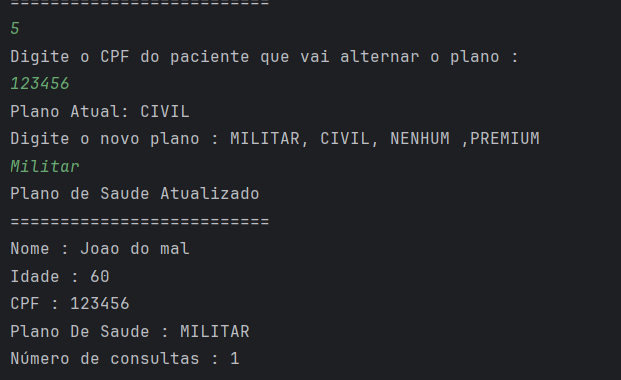 ==========================
5
Digite o CPF do paciente que vai alternar o plano :
123456
Plano Atual: CIVIL
Digite o novo plano : MILITAR, CIVIL, NENHUM ,PREMIUM
Militar
Plano de Saude Atualizado
==========================
Nome : Joao do mal
Idade : 60
CPF : 123456
Plano De Saude : MILITAR
Número de consultas : 1